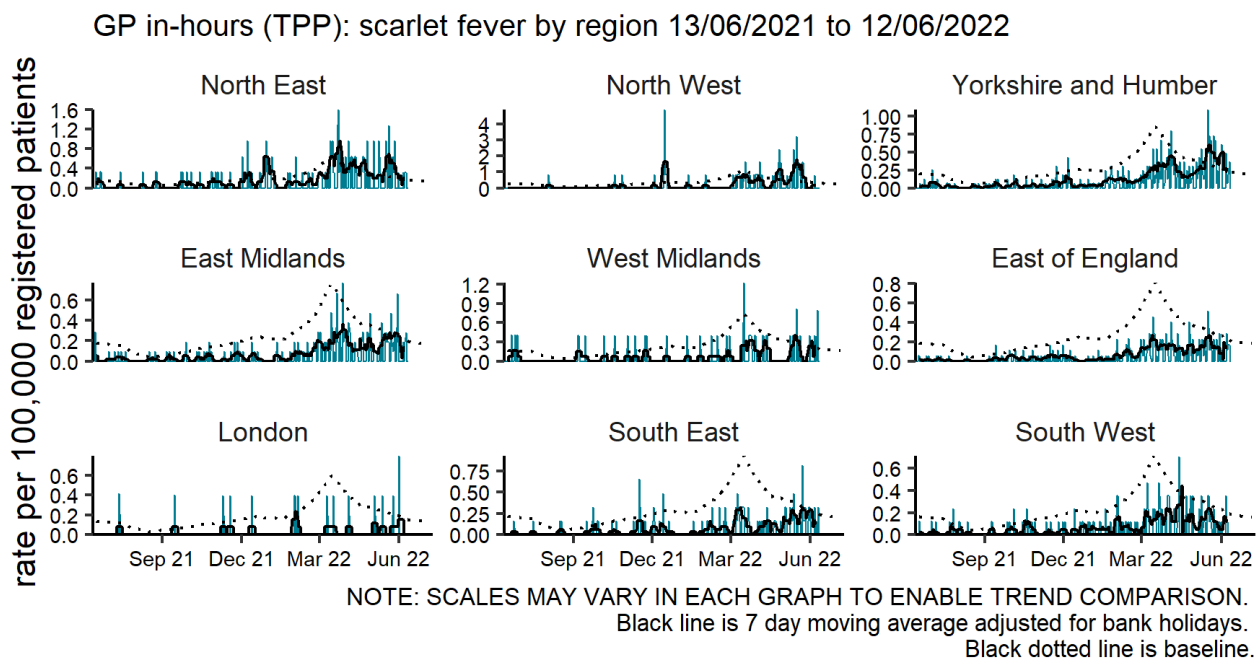 GP in-hours (TPP): scarlet fever by region 13/06/2021 to 12/06/2022
rate per 100,000 registered patients
North East
1.6
1.2
0.8
0.4
0.0
North West
4
3
2
1
0
Yorkshire and Humber
1.00
0.75
0.50
0.25
0.00
East Midlands
0.6
0.4
0.2
0.0
West Midlands
1.2
0.9
0.6
0.3
0.0
East of England
0.8
0.6
0.4
0.2
0.0
London
0.6
0.4
0.2
0.0
Sep 21 Dec 21 Mar 22 Jun 22
South East
0.75
0.50
0.25
0.00
Sep 21 Dec 21 Mar 22 Jun 22
South West
0.6
0.4
0.2
0.0
Sep 21 Dec 21 Mar 22 Jun 22
NOTE: SCALES MAY VARY IN EACH GRAPH TO ENABLE TREND COMPARISON.
Black line is 7 day moving average adjusted for bank holidays.
Black dotted line is baseline.